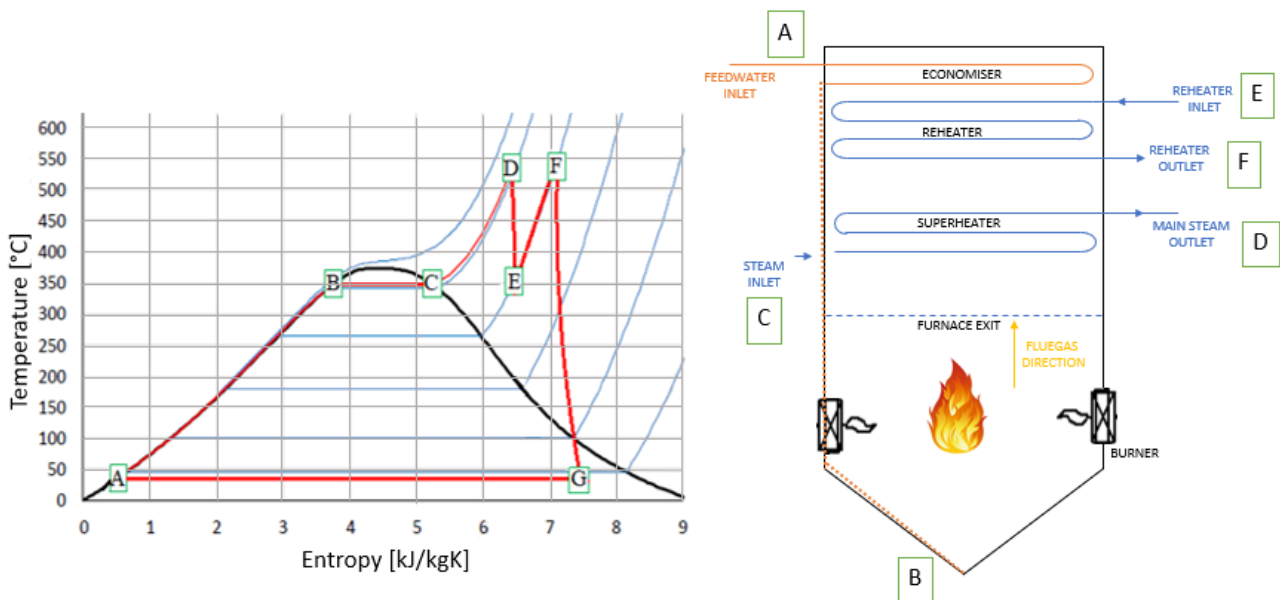 600
550
500
450
400
350
300
250
200
150
100
50
0
0 1 2 3 4 5 6 7 8 9
Temperature [°C]
Entropy [kJ/kgK]
A
B
C
D
E
F
G
A
FEEDWATER
INLET
ECONOMISER
REHEATER
INLET
E
REHEATER
REHEATER
OUTLET
F
SUPERHEATER
MAIN STEAM
OUTLET
D
STEAM
INLET
C
FURNACE EXIT
FLUEGAS
DIRECTION
BURNER
B